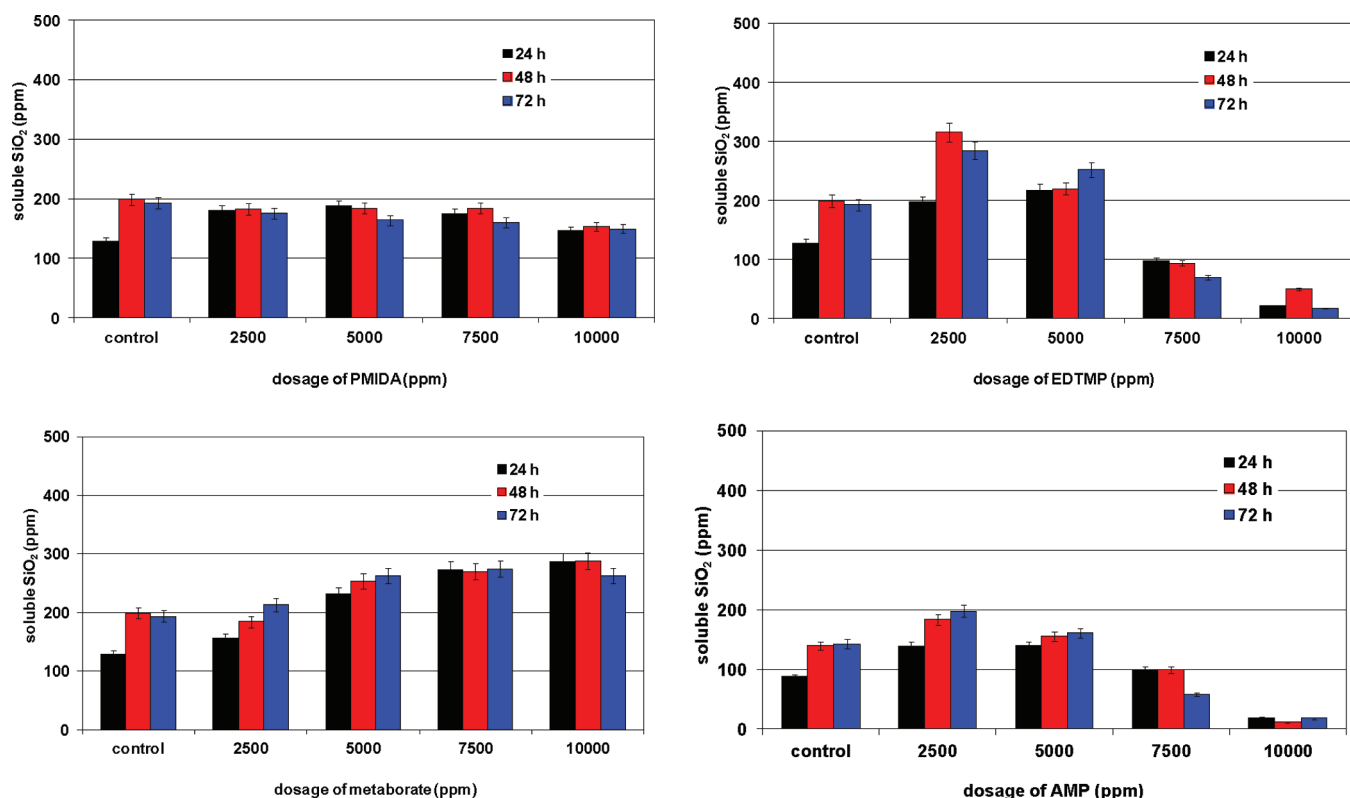 500
400
300
200
100
0
soluble SiO₂ (ppm)
24 h
48 h
72 h
control 2500 5000 7500 10000
dosage of PMIDA (ppm)
500
400
300
200
100
0
soluble SiO₂ (ppm)
24 h
48 h
72 h
control 2500 5000 7500 10000
dosage of EDTMP (ppm)
500
400
300
200
100
0
soluble SiO₂ (ppm)
24 h
48 h
72 h
control 2500 5000 7500 10000
dosage of metaborate (ppm)
500
400
300
200
100
0
soluble SiO₂ (ppm)
24 h
48 h
72 h
control 2500 5000 7500 10000
dosage of AMP (ppm)